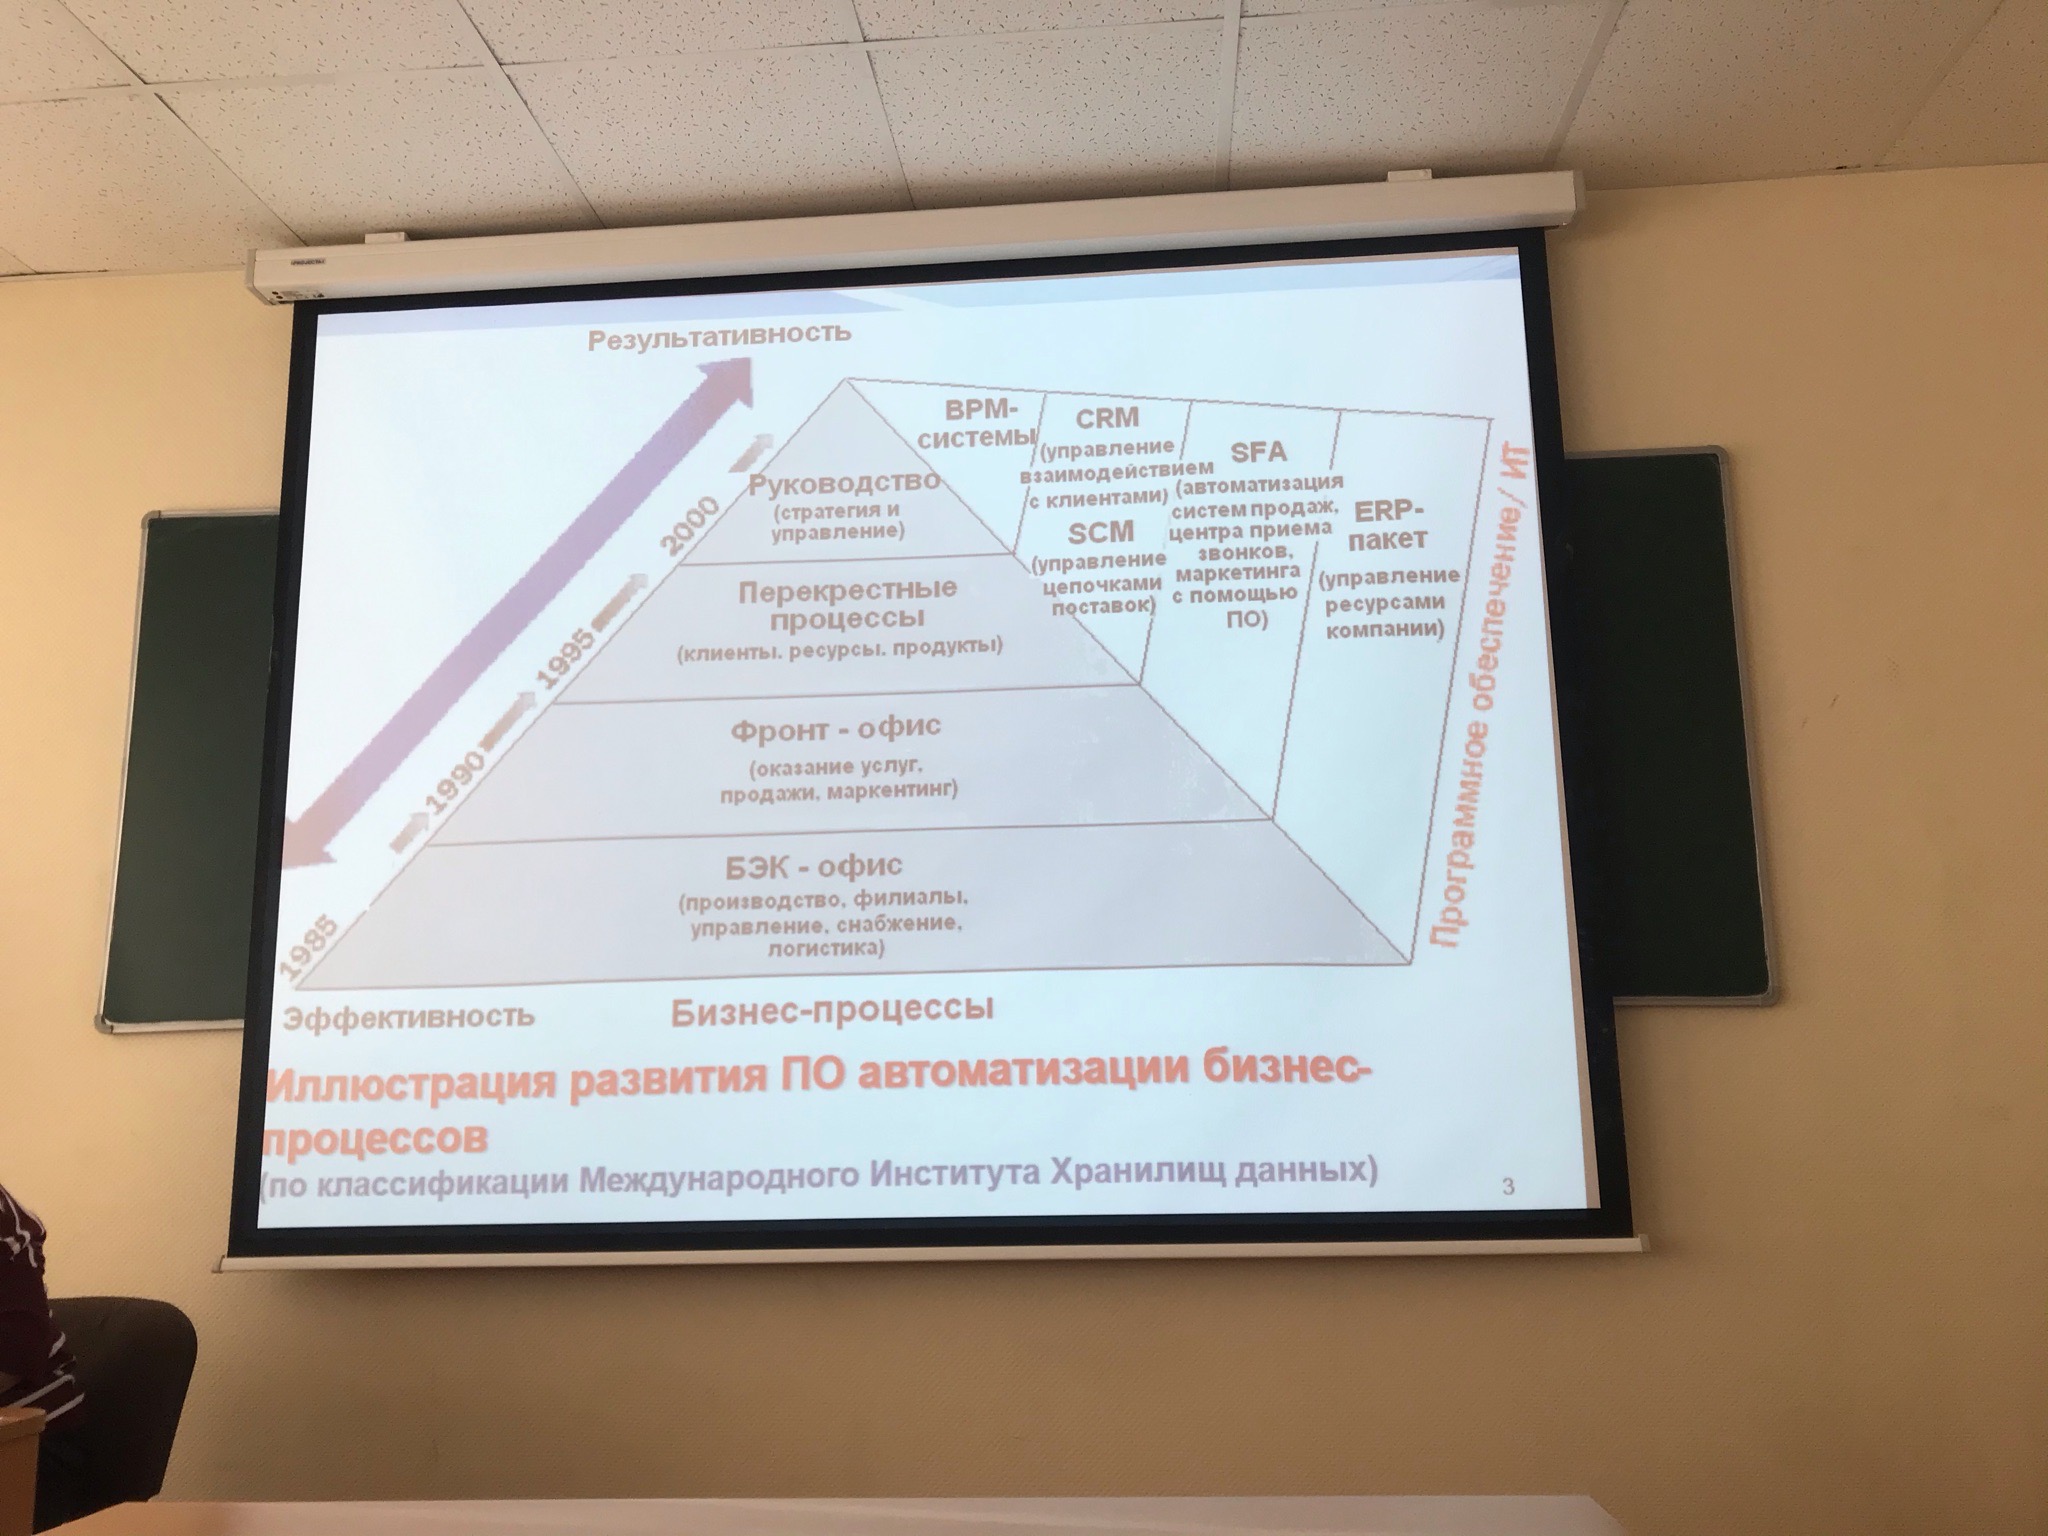 Результативность
BPM-
системы
CRM
(управление
взаимодействием
с клиентами)
SCM
(управление
цепочками
поставок)
SFA
(автоматизация
систем продаж,
центра приема
звонков,
маркетинга
с помощью
ПО)
ERP-
пакет
(управление
ресурсами
компании)
Программное обеспечение/ ИТ
Руководство
(стратегия и
управление)
Перекрестные
процессы
(клиенты. ресурсы. продукты)
Фронт - офис
(оказание услуг.
продажи. маркентинг)
БЭК - офис
(производство. филиалы.
управление. снабжение.
логистика)
2000
1995
1990
1985
Эффективность
Бизнес-процессы
Иллюстрация развития ПО автоматизации бизнес-
процессов
(по классификации Международного Института Хранилищ данных)
3